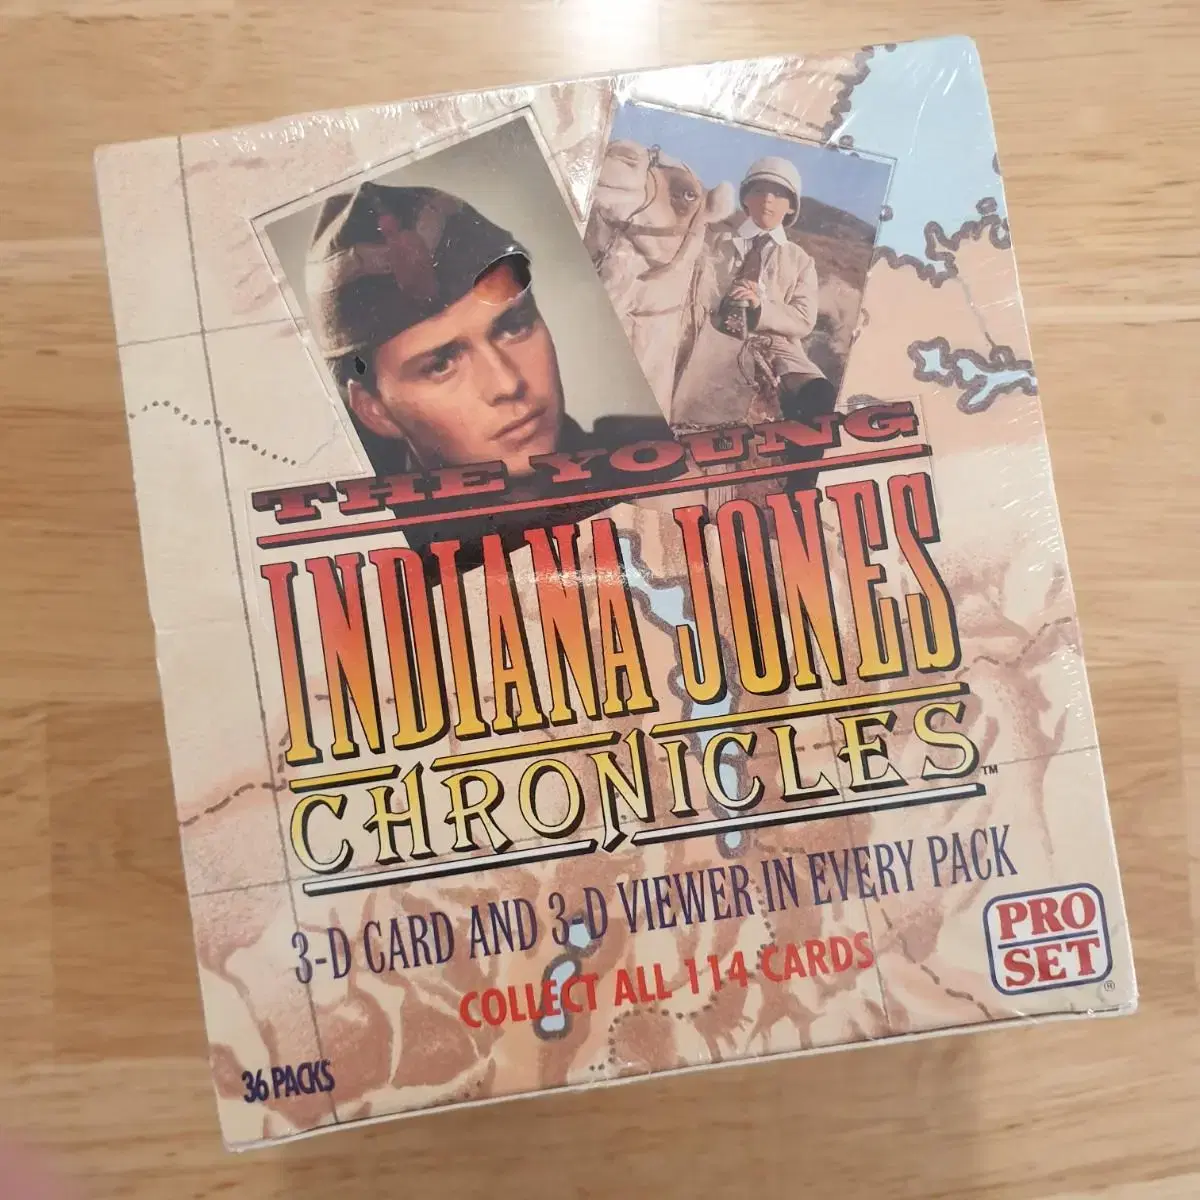 THE YOUNG
INDIANA JONES
CHRONICLES™
3-D CARD AND 3-D VIEWER IN EVERY PACK
COLLECT ALL 114 CARDS
PRO
SET®
36 PACKS